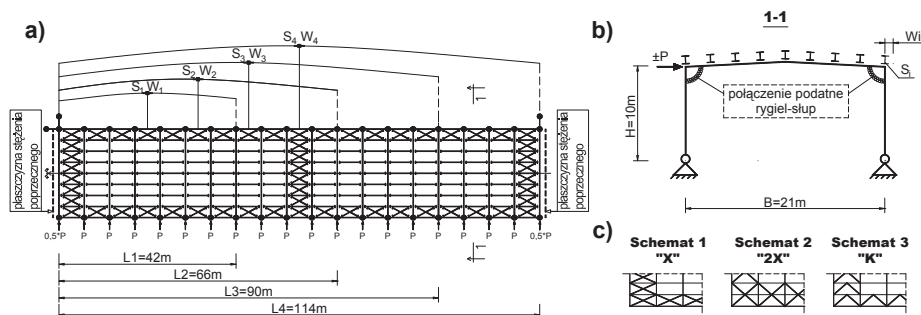 a)
S₄ W₄
S₃ W₃
S₂ W₂
S₁ W₁
1
płaszczyzna stężenia poprzecznego
płaszczyzna stężenia poprzecznego
0,5*P P P P P P P P P P P P P P P P P P P 0,5*P
1
L1=42m
L2=66m
L3=90m
L4=114m
b)
1-1
Wi
±P
Si
połączenie podatne
rygiel-słup
H=10m
B=21m
c)
Schemat 1
"X"
Schemat 2
"2X"
Schemat 3
"K"